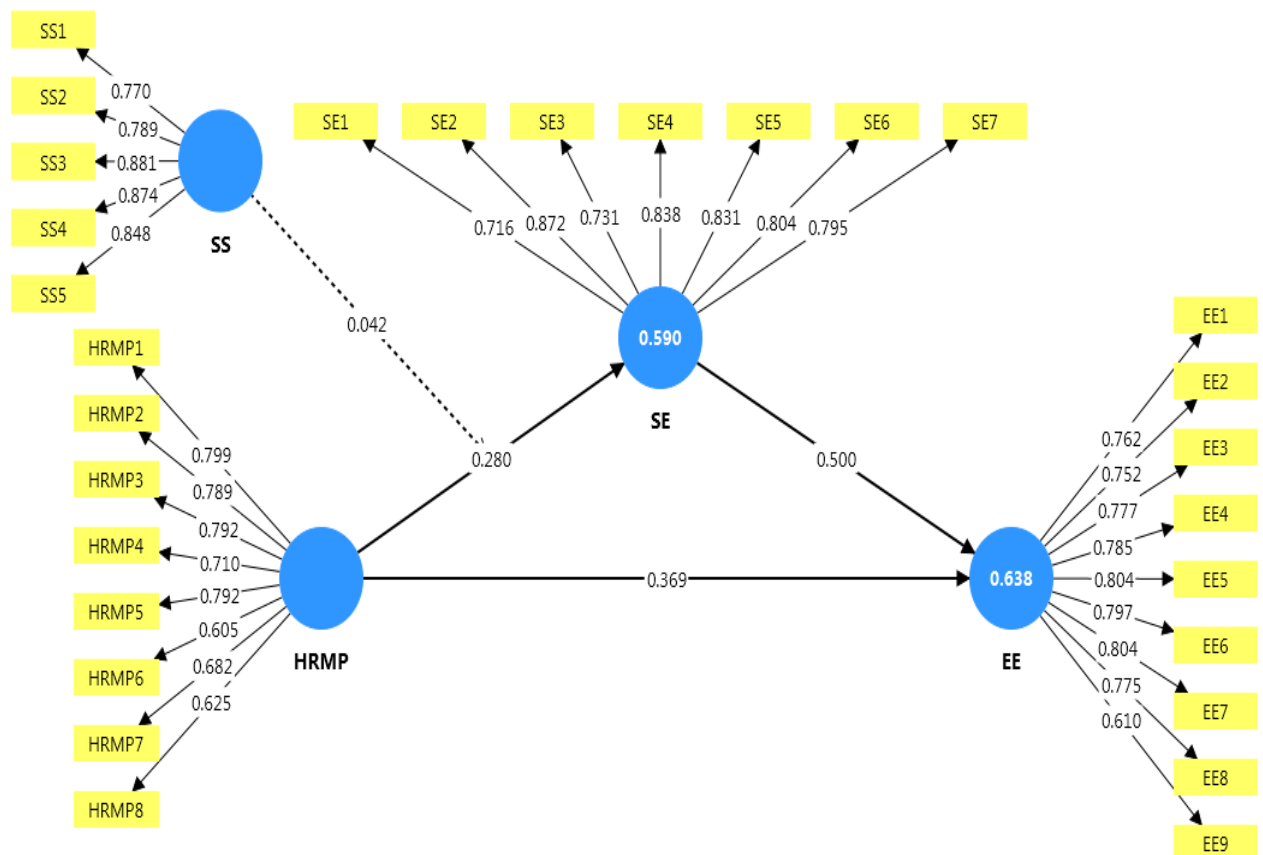 SS1
SS2
SS3
SS4
SS5
0.770
0.789
0.881
0.874
0.848
SS
SE1 SE2 SE3 SE4 SE5 SE6 SE7
0.716 0.872 0.731 0.838 0.831 0.804 0.795
0.590
SE
0.042
0.280
0.500
0.369
HRMP1
HRMP2
HRMP3
HRMP4
HRMP5
HRMP6
HRMP7
HRMP8
0.799
0.789
0.792
0.710
0.792
0.605
0.682
0.625
HRMP
0.638
EE
0.762
0.752
0.777
0.785
0.804
0.797
0.804
0.775
0.610
EE1
EE2
EE3
EE4
EE5
EE6
EE7
EE8
EE9